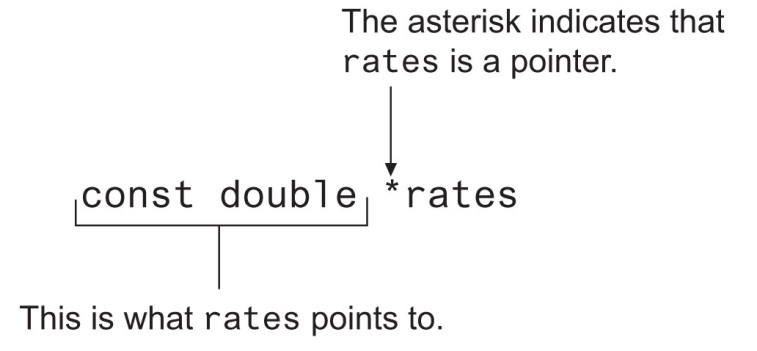 The asterisk indicates that
rates is a pointer.
const double *rates
This is what rates points to.